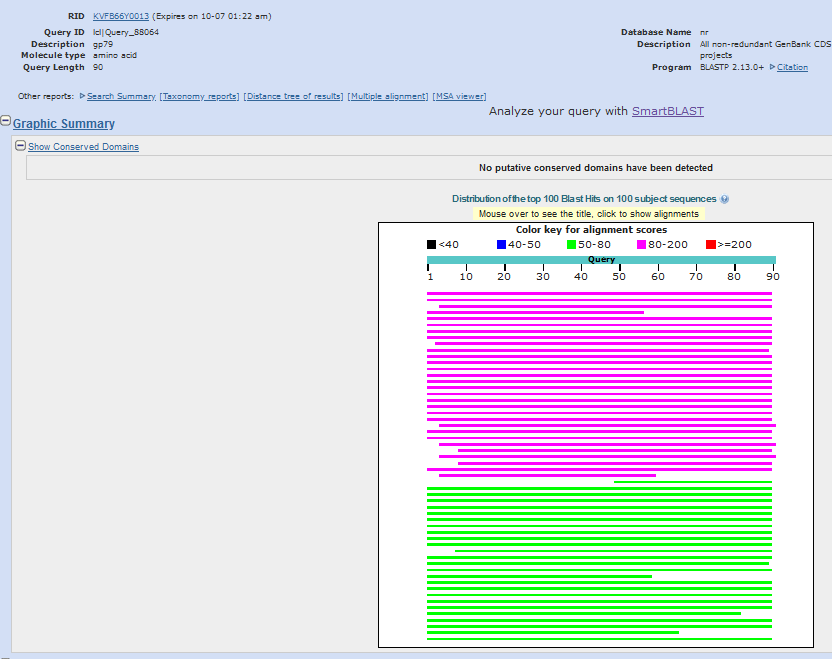 RID KVFB66Y0013 (Expires on 10-07 01:22 am)
Query ID lcl|Query_88064
Description gp79
Molecule type amino acid
Query Length 90
Database Name nr
Description All non-redundant GenBank CDS
projects
Program BLASTP 2.13.0+ Citation
Other reports: Search Summary [Taxonomy reports] [Distance tree of results] [Multiple alignment] [MSA viewer]
Analyze your query with SmartBLAST
Graphic Summary
Show Conserved Domains
No putative conserved domains have been detected
Distribution of the top 100 Blast Hits on 100 subject sequences
Mouse over to see the title, click to show alignments
Color key for alignment scores
<40 40-50 50-80 80-200 >=200
Query
1 10 20 30 40 50 60 70 80 90